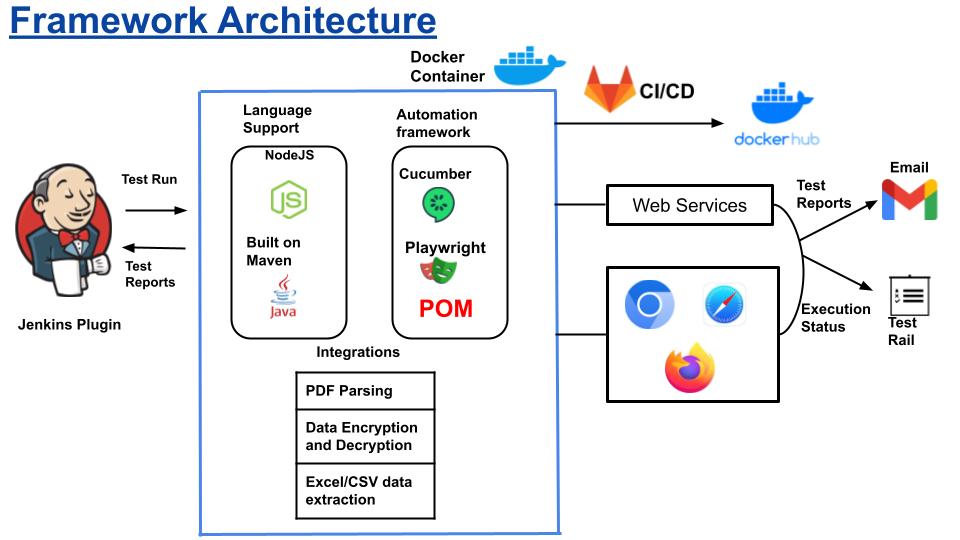 Framework Architecture
Docker
Container
CI/CD
docker hub
Language
Support
Automation
framework
NodeJS
JS
Built on
Maven
Java
Cucumber
Playwright
POM
Test Run
Test
Reports
Jenkins Plugin
Integrations
PDF Parsing
Data Encryption
and Decryption
Excel/CSV data
extraction
Web Services
Test
Reports
Email
Execution
Status
Test
Rail